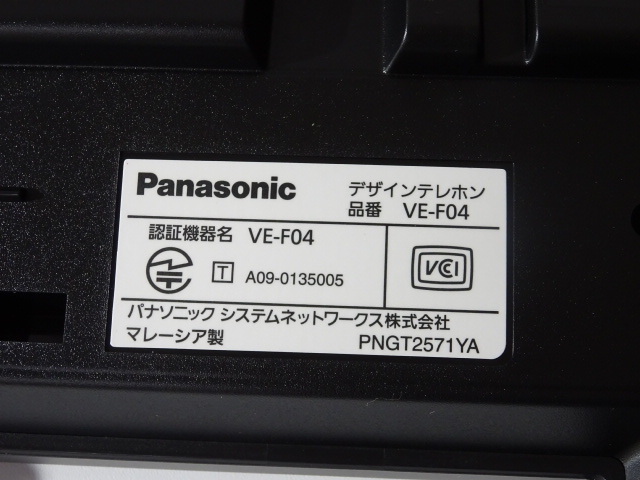 Panasonic デザインテレホン
品番 VE-F04
認証機器名 VE-F04
T A09-0135005
VCCI
パナソニック システムネットワークス株式会社
マレーシア製 PNGT2571YA